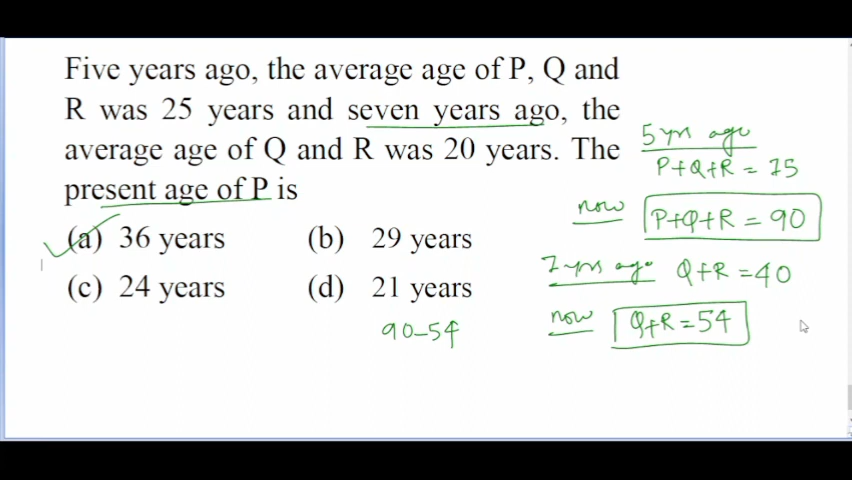 Five years ago, the average age of P, Q and
R was 25 years and seven years ago, the
average age of Q and R was 20 years. The
present age of P is
(a) 36 years (b) 29 years
(c) 24 years (d) 21 years
90-54
5 yrs ago
P+Q+R = 75
now P+Q+R = 90
7 yrs ago Q+R = 40
now Q+R = 54